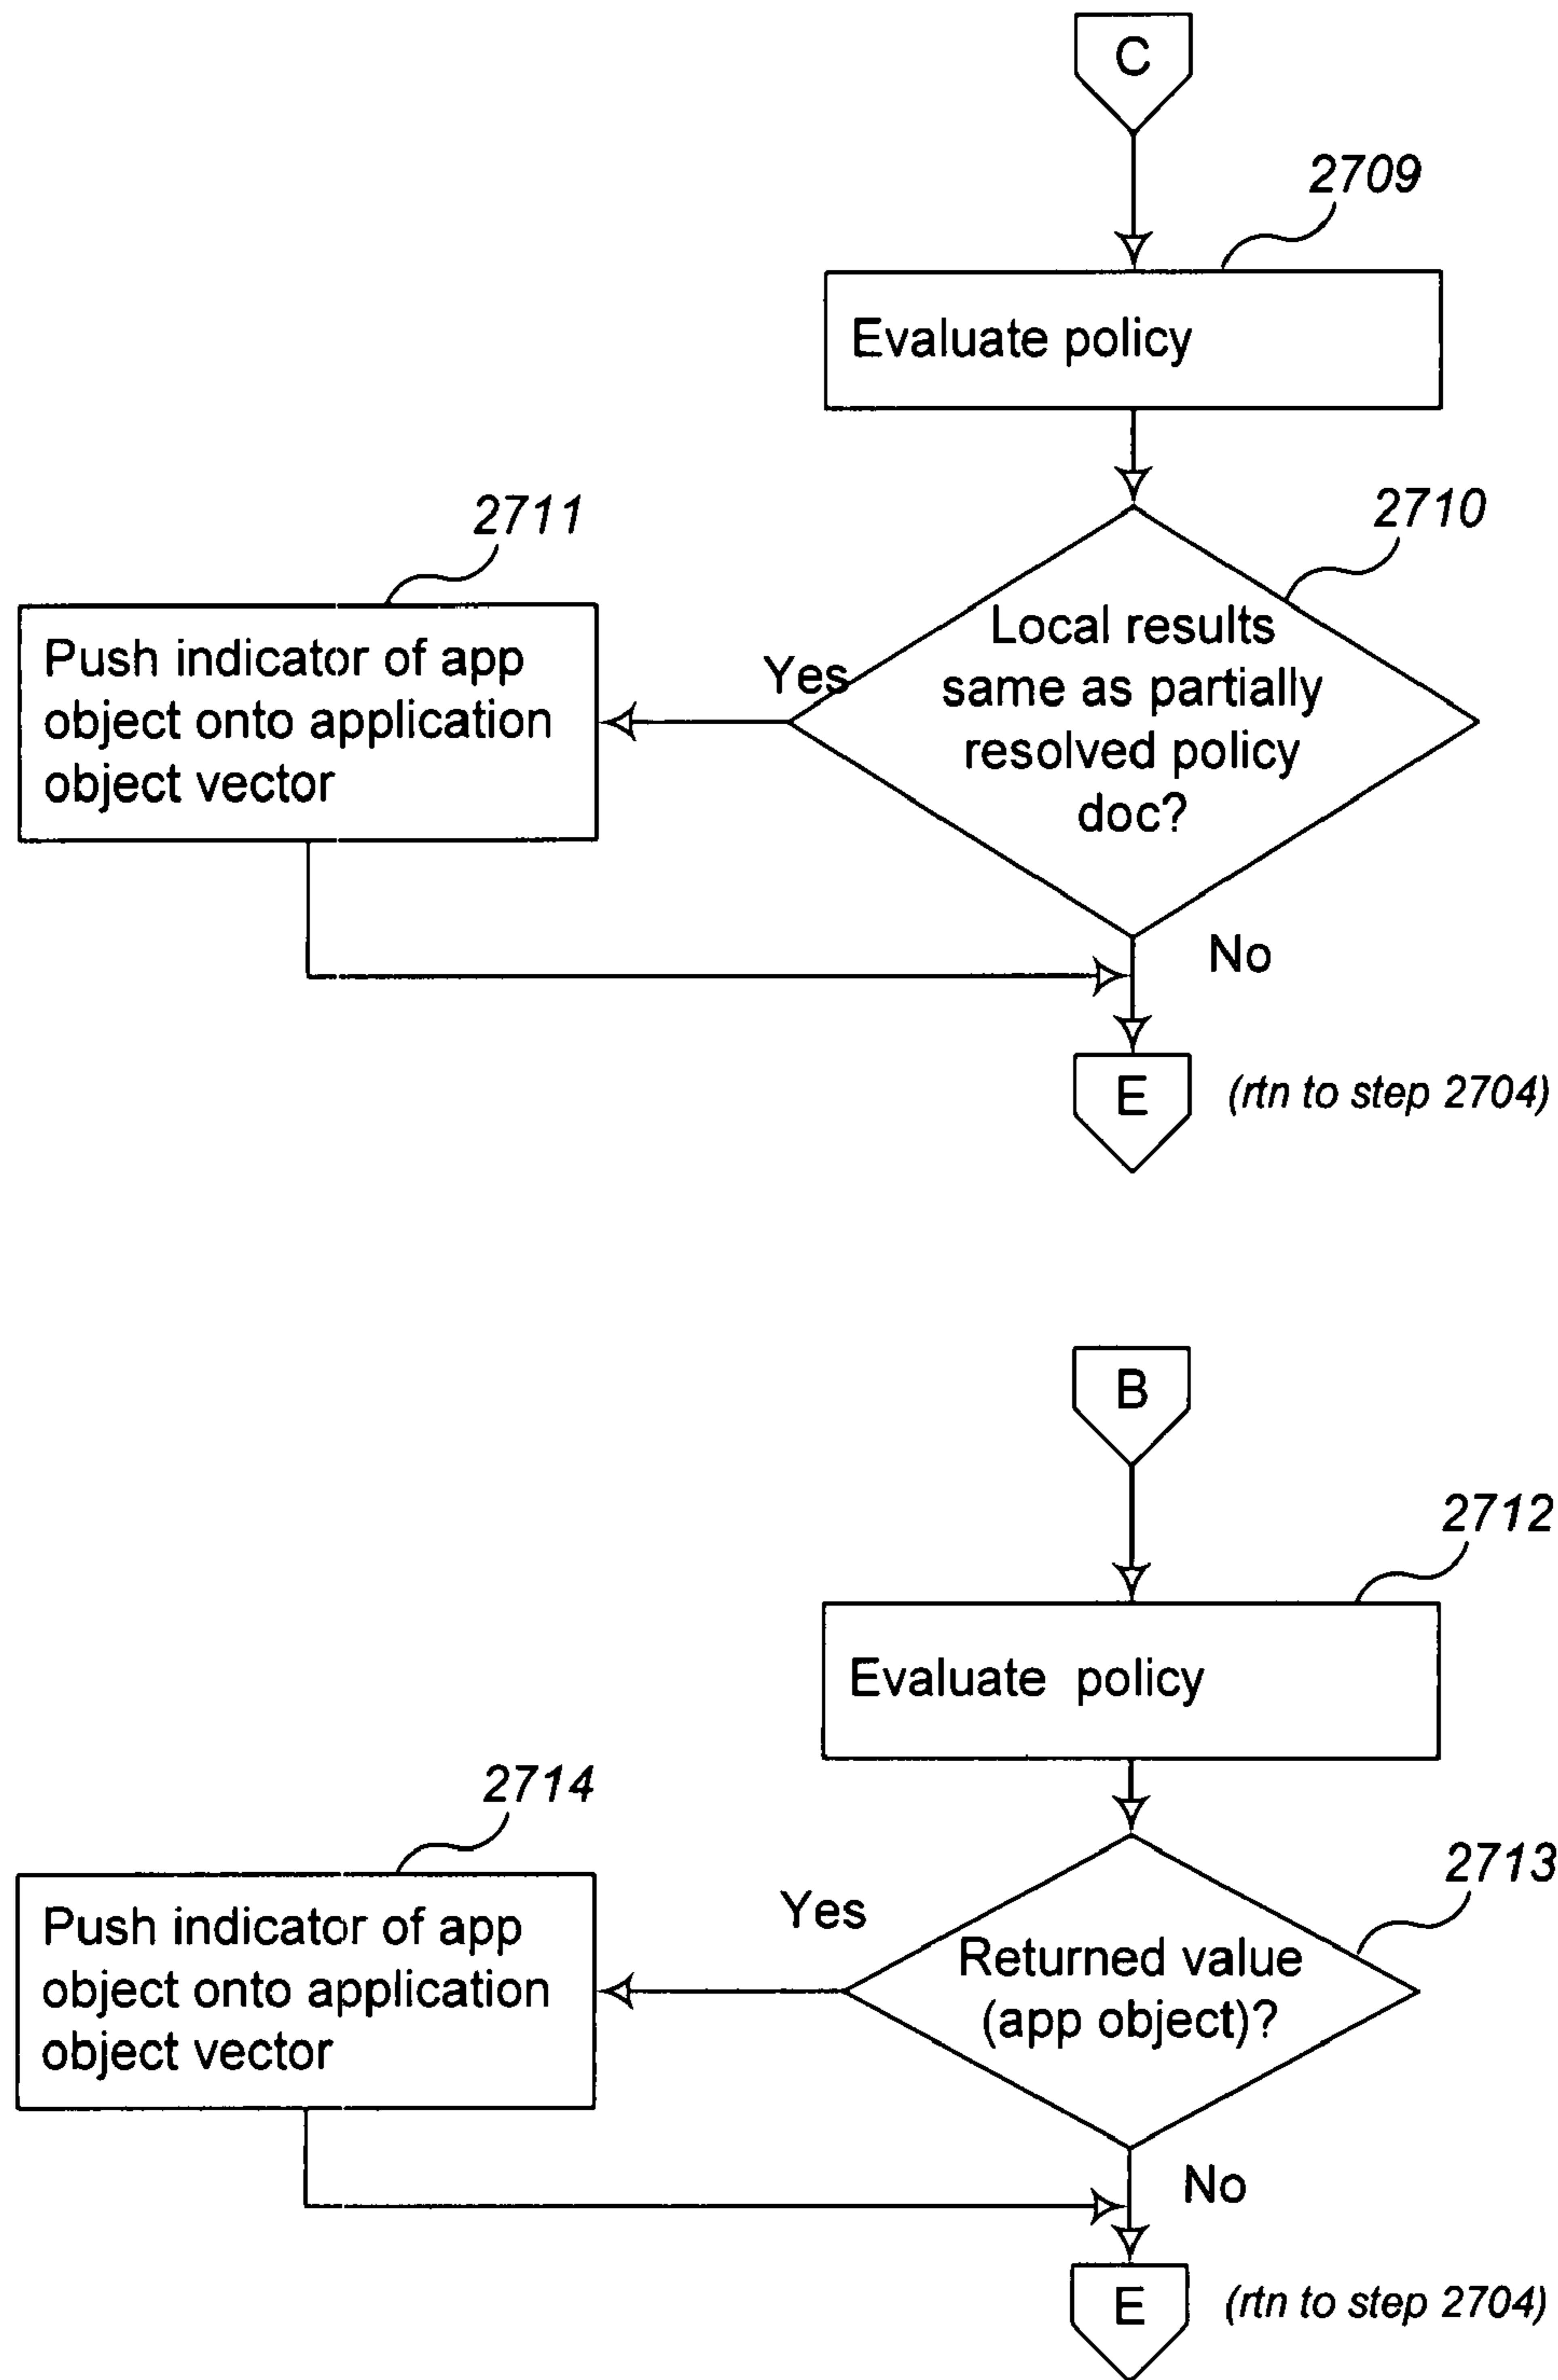 C
2709
Evaluate policy
2710
Local results
same as partially
resolved policy
doc?
Yes
2711
Push indicator of app
object onto application
object vector
No
E
(rtn to step 2704)
B
2712
Evaluate policy
2713
Returned value
(app object)?
Yes
2714
Push indicator of app
object onto application
object vector
No
E
(rtn to step 2704)